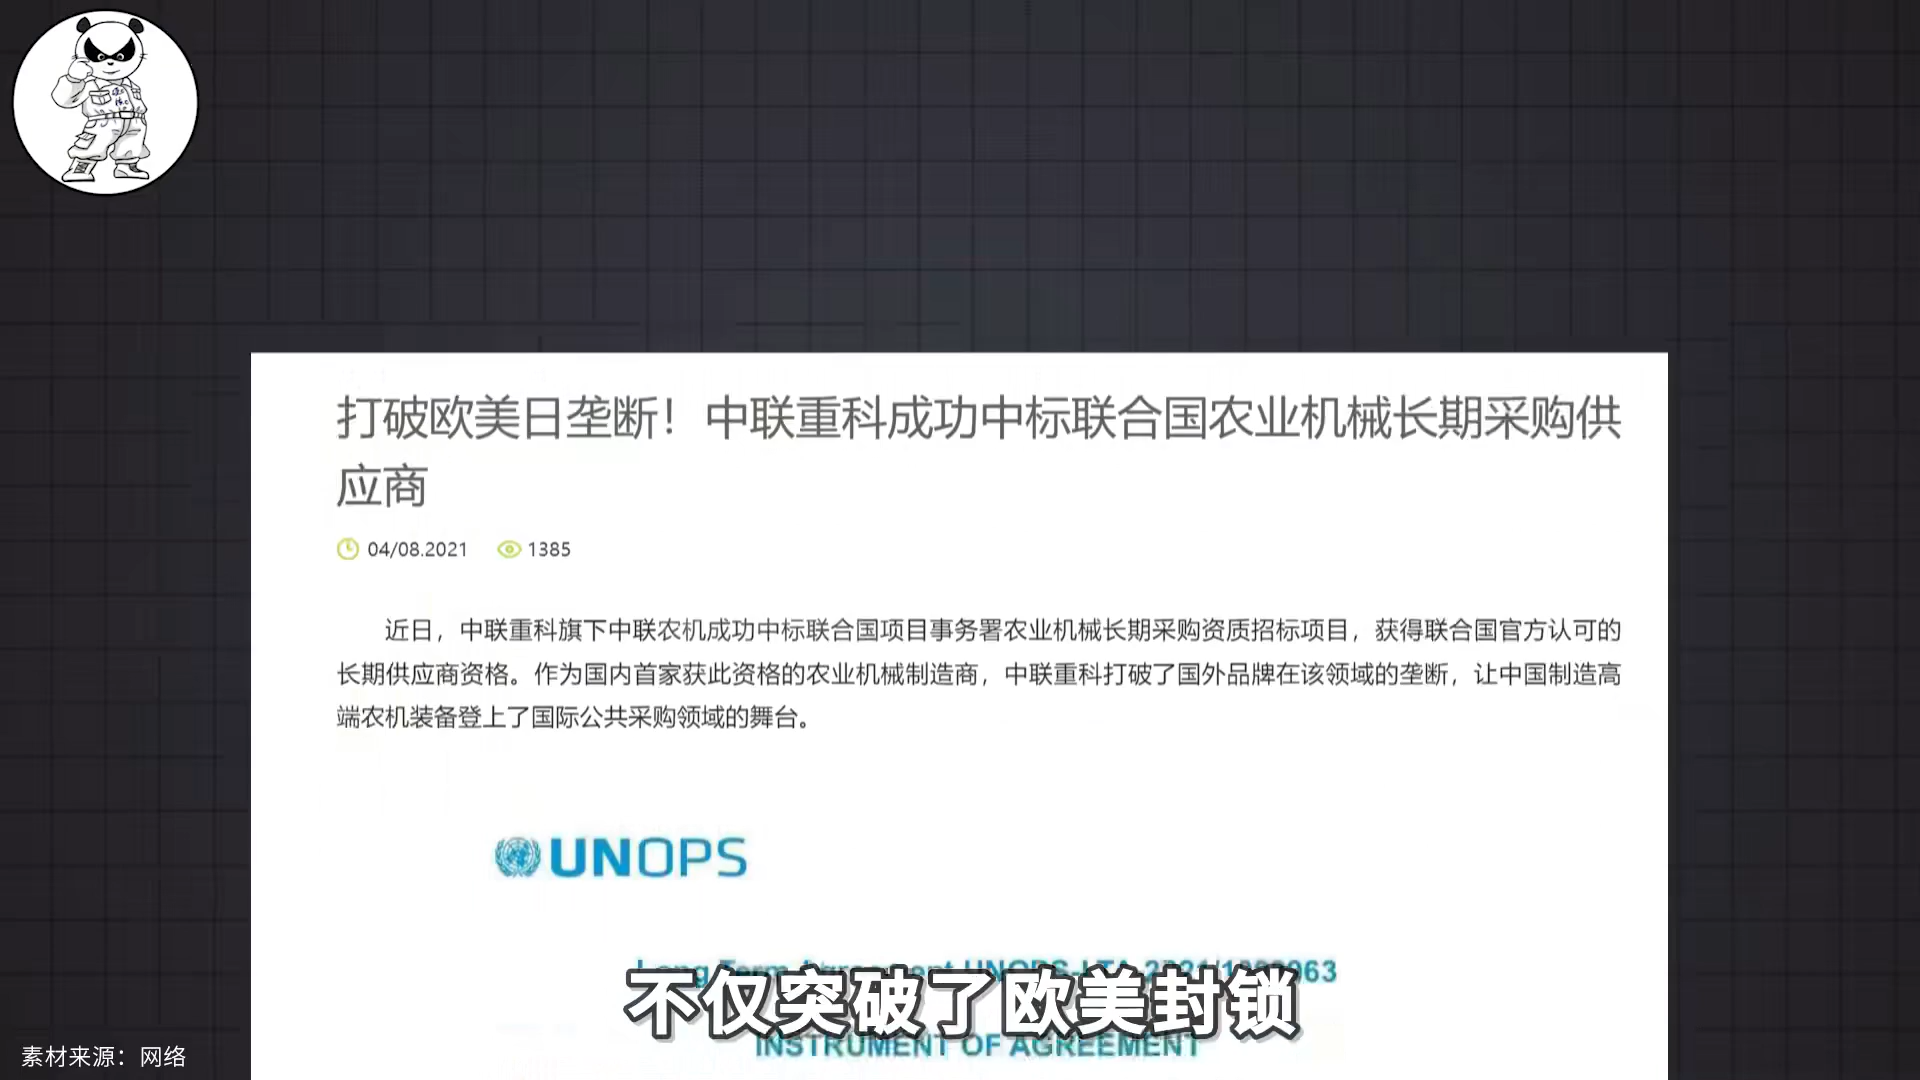 打破欧美日垄断！中联重科成功中标联合国农业机械长期采购供
应商
04/08.2021 1385
近日，中联重科旗下中联农机成功中标联合国项目事务署农业机械长期采购资质招标项目，获得联合国官方认可的
长期供应商资格。作为国内首家获此资格的农业机械制造商，中联重科打破了国外品牌在该领域的垄断，让中国制造高
端农机装备登上了国际公共采购领域的舞台。
UNOPS
Long Term Agreement UNOPS-LTA-2021
不仅突破了欧美封锁
INSTRUMENT OF AGREEMENT
素材来源：网络